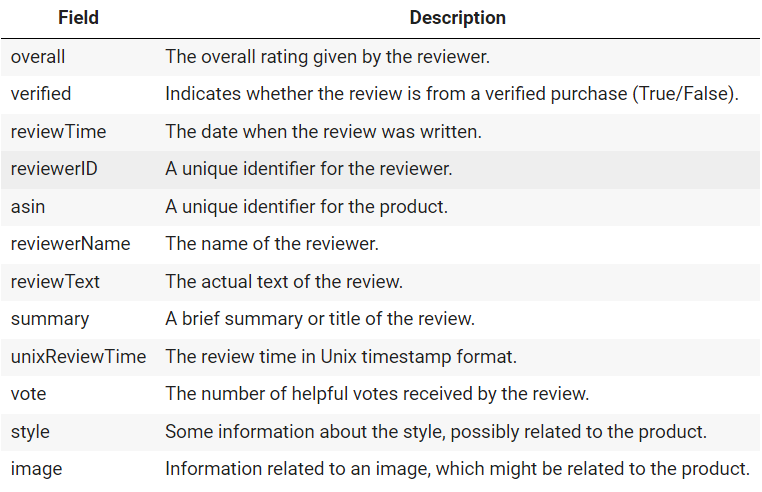 Field Description
overall The overall rating given by the reviewer.
verified Indicates whether the review is from a verified purchase (True/False).
reviewTime The date when the review was written.
reviewerID A unique identifier for the reviewer.
asin A unique identifier for the product.
reviewerName The name of the reviewer.
reviewText The actual text of the review.
summary A brief summary or title of the review.
unixReviewTime The review time in Unix timestamp format.
vote The number of helpful votes received by the review.
style Some information about the style, possibly related to the product.
image Information related to an image, which might be related to the product.